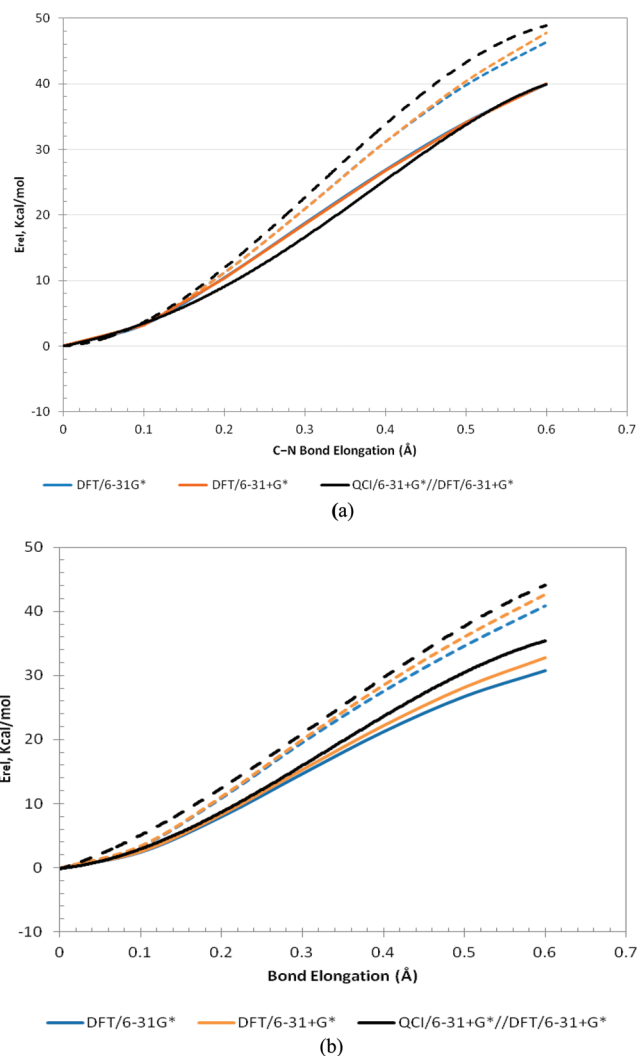 50
40
30
20
10
0
-10
Erel, Kcal/mol
0 0.1 0.2 0.3 0.4 0.5 0.6 0.7
C–N Bond Elongation (Å)
DFT/6-31G* DFT/6-31+G* QCI/6-31+G*//DFT/6-31+G*
(a)
50
40
30
20
10
0
-10
Erel, Kcal/mol
0 0.1 0.2 0.3 0.4 0.5 0.6 0.7
Bond Elongation (Å)
DFT/6-31G* DFT/6-31+G* QCI/6-31+G*//DFT/6-31+G*
(b)